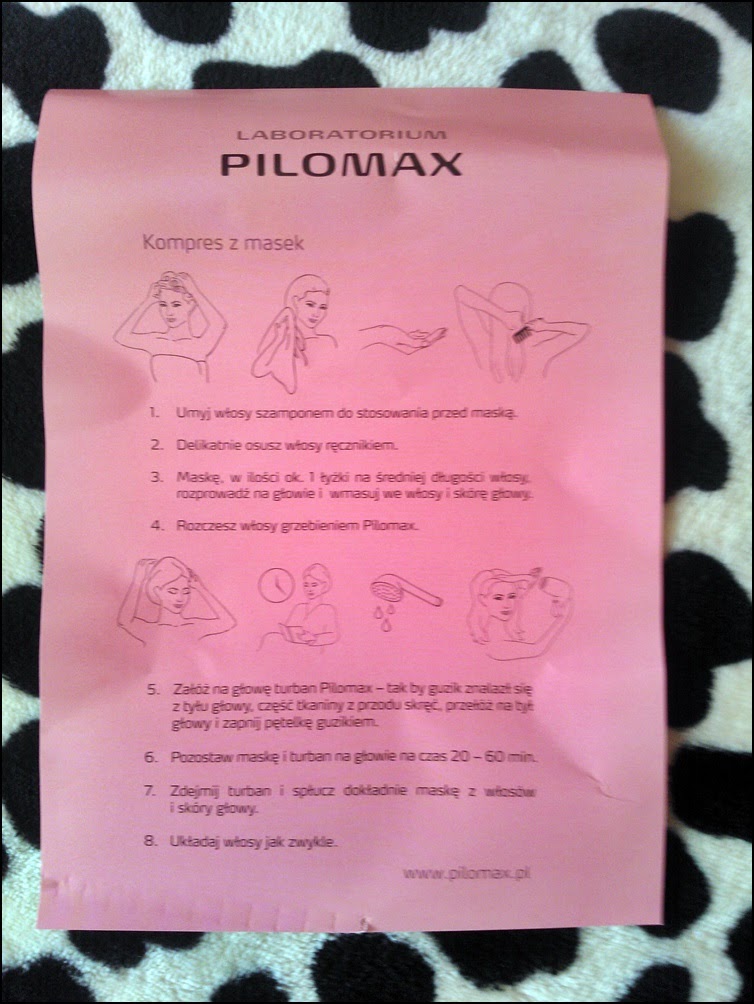 LABORATORIUM
PILOMAX
Kompres z masek
1. Umyj włosy szamponem do stosowania przed maską.
2. Delikatnie osusz włosy ręcznikiem.
3. Maskę, w ilości ok. 1 łyżki na średniej długości włosy,
rozprowadź na głowie i wmasuj we włosy i skórę głowy.
4. Rozczesz włosy grzebieniem Pilomax.
5. Załóż na głowę turban Pilomax – tak by guzik znalazł się
z tyłu głowy, część tkaniny z przodu skręć, przełóż na tył
głowy i zapnij pętelkę guzikiem.
6. Pozostaw maskę i turban na głowie na czas 20 – 60 min.
7. Zdejmij turban i spłucz dokładnie maskę z włosów
i skóry głowy.
8. Układaj włosy jak zwykle.
www.pilomax.pl